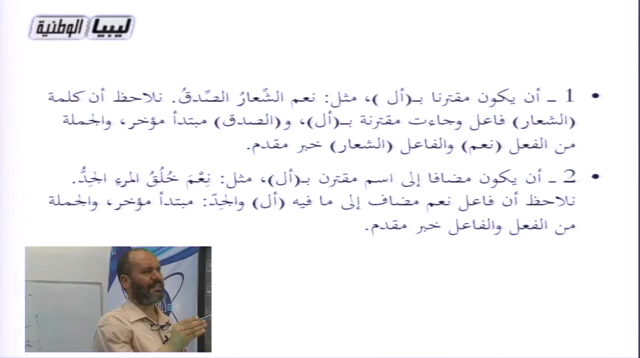 ليبيا الوطنية
• 1 ــ أن يكون مقترنا بـ(أل )، مثل: نعم الشِّعارُ الصِّدقُ. نلاحظ أن كلمة
(الشعار) فاعل وجاءت مقترنة بـ(أل)، و(الصدق) مبتدأ مؤخر، والجملة
من الفعل (نعم) والفاعل (الشعار) خبر مقدم.
• 2 ــ أن يكون مضافا إلى اسم مقترن بـ(أل)، مثل: نِعْمَ خُلُقُ المرءِ الجِدُّ.
نلاحظ أن فاعل نعم مضاف إلى ما فيه (أل) والجدّ: مبتدأ مؤخر، والجملة
من الفعل والفاعل خبر مقدم.